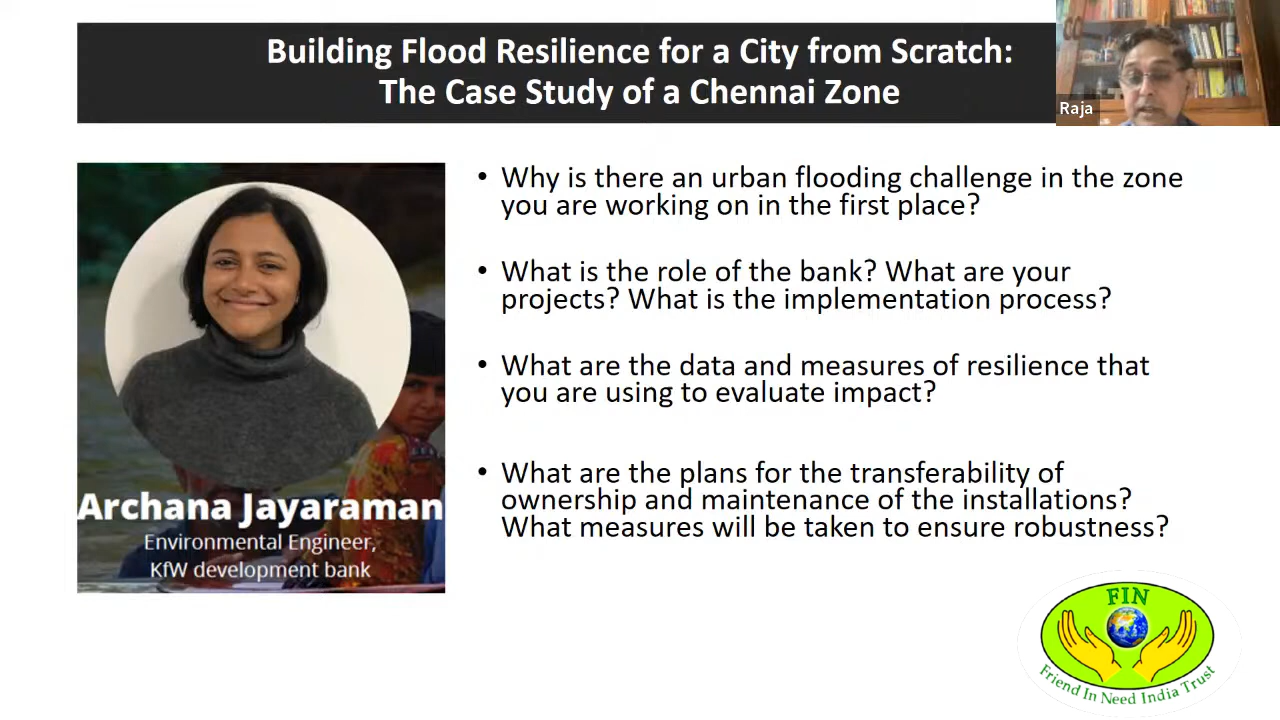 Building Flood Resilience for a City from Scratch:
The Case Study of a Chennai Zone
Raja
• Why is there an urban flooding challenge in the zone
you are working on in the first place?
• What is the role of the bank? What are your
projects? What is the implementation process?
• What are the data and measures of resilience that
you are using to evaluate impact?
• What are the plans for the transferability of
ownership and maintenance of the installations?
What measures will be taken to ensure robustness?
Archana Jayaraman
Environmental Engineer,
KfW development bank
FIN
Friend In Need India Trust